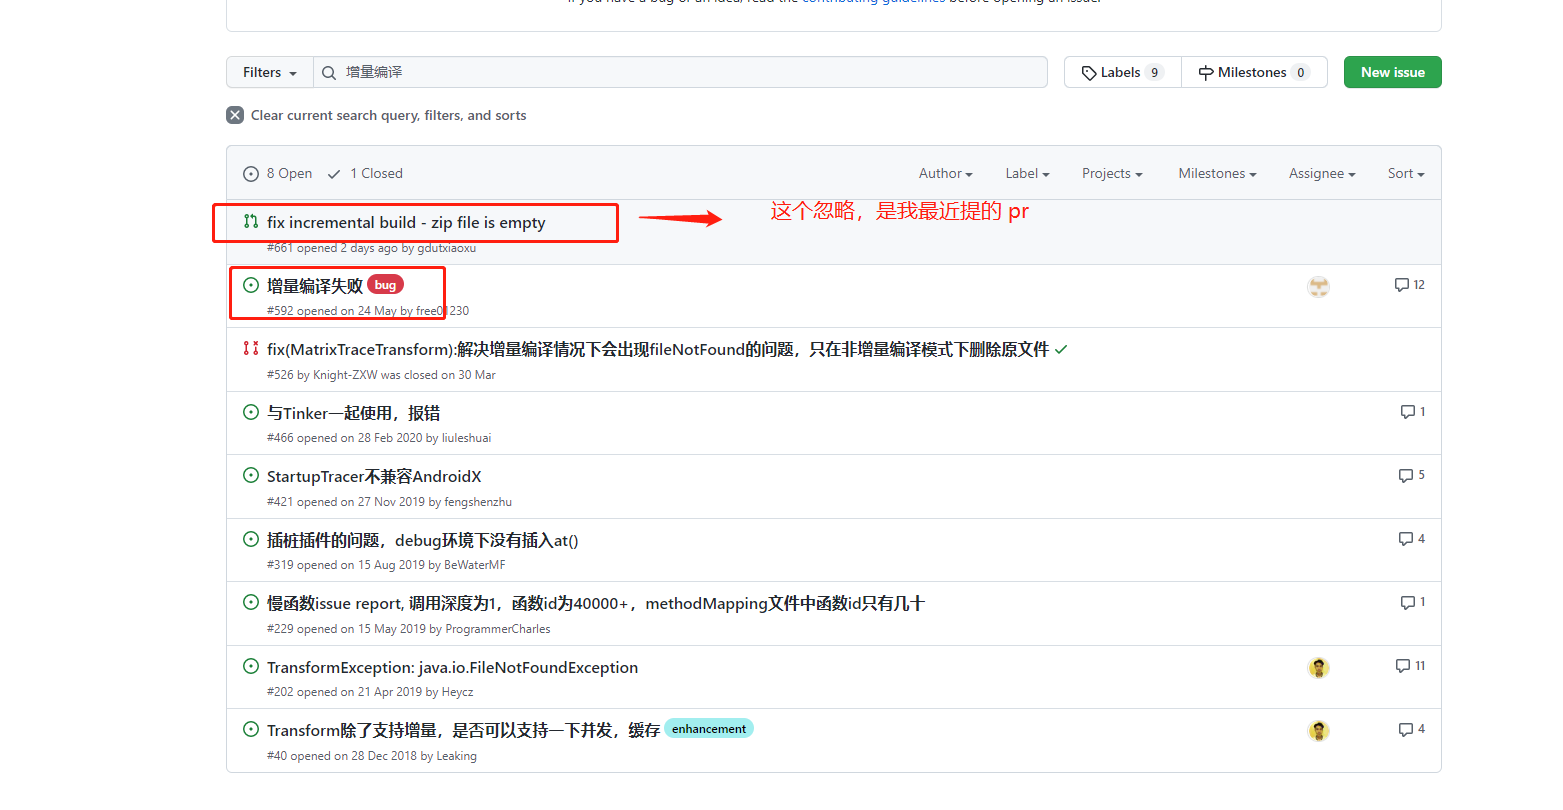 If you have a bug or an idea, read the contributing guidelines before opening an issue.
Filters 增量编译 Labels 9 Milestones 0 New issue
Clear current search query, filters, and sorts
8 Open 1 Closed Author Label Projects Milestones Assignee Sort
fix incremental build - zip file is empty
这个忽略，是我最近提的 pr
#661 opened 2 days ago by gdutxiaoxu
增量编译失败 bug 12
#592 opened on 24 May by free01230
fix(MatrixTraceTransform):解决增量编译情况下会出现fileNotFound的问题，只在非增量编译模式下删除原文件
#526 by Knight-ZXW was closed on 30 Mar
与Tinker一起使用，报错 1
#466 opened on 28 Feb 2020 by liuleshuai
StartupTracer不兼容AndroidX 5
#421 opened on 27 Nov 2019 by fengshenzhu
插桩插件的问题，debug环境下没有插入at() 4
#319 opened on 15 Aug 2019 by BeWaterMF
慢函数issue report, 调用深度为1，函数id为40000+，methodMapping文件中函数id只有几十 1
#229 opened on 15 May 2019 by ProgrammerCharles
TransformException: java.io.FileNotFoundException 11
#202 opened on 21 Apr 2019 by Heycz
Transform除了支持增量，是否可以支持一下并发，缓存 enhancement 4
#40 opened on 28 Dec 2018 by Leaking